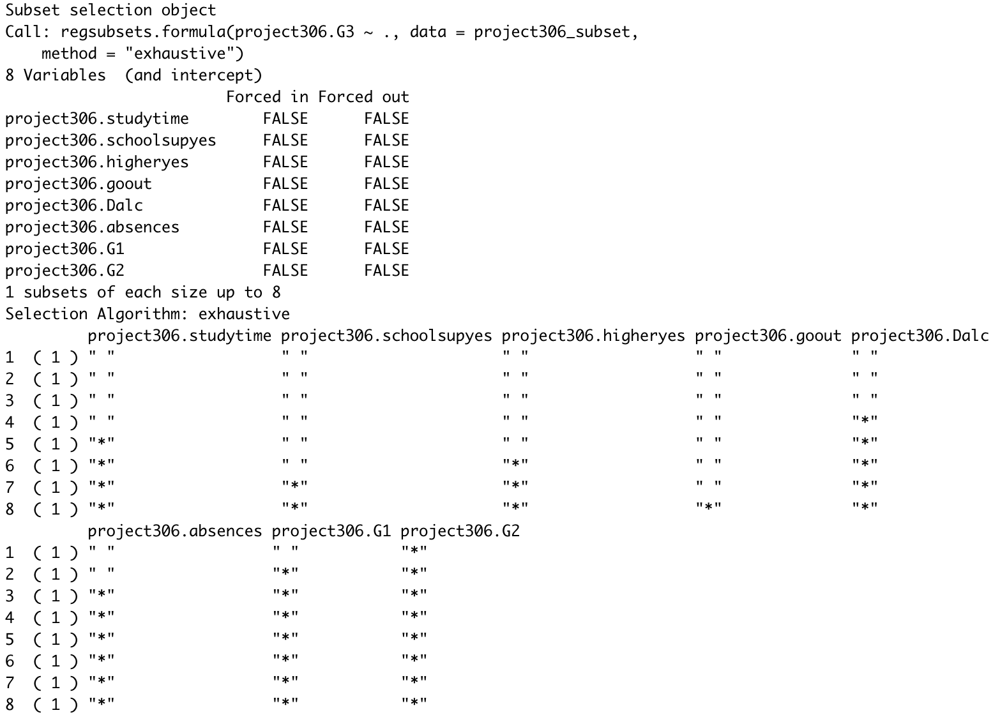 Subset selection object
Call: regsubsets.formula(project306.G3 ~ ., data = project306_subset,
    method = "exhaustive")
8 Variables  (and intercept)
                        Forced in Forced out
project306.studytime        FALSE      FALSE
project306.schoolsupyes     FALSE      FALSE
project306.higheryes        FALSE      FALSE
project306.goout            FALSE      FALSE
project306.Dalc             FALSE      FALSE
project306.absences         FALSE      FALSE
project306.G1               FALSE      FALSE
project306.G2               FALSE      FALSE
1 subsets of each size up to 8
Selection Algorithm: exhaustive
         project306.studytime project306.schoolsupyes project306.higheryes project306.goout project306.Dalc
1  ( 1 ) " "                  " "                     " "                  " "              " "
2  ( 1 ) " "                  " "                     " "                  " "              " "
3  ( 1 ) " "                  " "                     " "                  " "              " "
4  ( 1 ) " "                  " "                     " "                  " "              "*"
5  ( 1 ) "*"                  " "                     " "                  " "              "*"
6  ( 1 ) "*"                  " "                     "*"                  " "              "*"
7  ( 1 ) "*"                  "*"                     "*"                  " "              "*"
8  ( 1 ) "*"                  "*"                     "*"                  "*"              "*"
         project306.absences project306.G1 project306.G2
1  ( 1 ) " "                 " "           "*"
2  ( 1 ) " "                 "*"           "*"
3  ( 1 ) "*"                 "*"           "*"
4  ( 1 ) "*"                 "*"           "*"
5  ( 1 ) "*"                 "*"           "*"
6  ( 1 ) "*"                 "*"           "*"
7  ( 1 ) "*"                 "*"           "*"
8  ( 1 ) "*"                 "*"           "*"